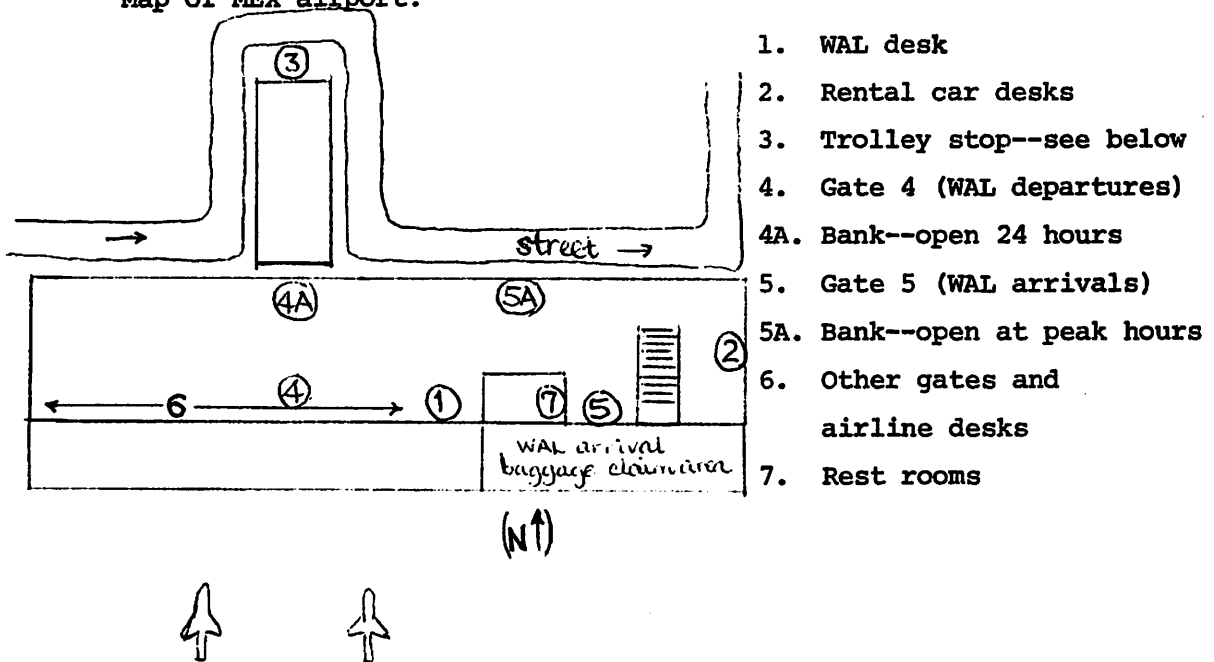 Map of MEX airport.
3
street →
→
4A
5A
2
← 6 →
4
1
7
5
WAL arrival
baggage claim area
(N↑)
1. WAL desk
2. Rental car desks
3. Trolley stop--see below
4. Gate 4 (WAL departures)
4A. Bank--open 24 hours
5. Gate 5 (WAL arrivals)
5A. Bank--open at peak hours
6. Other gates and
airline desks
7. Rest rooms